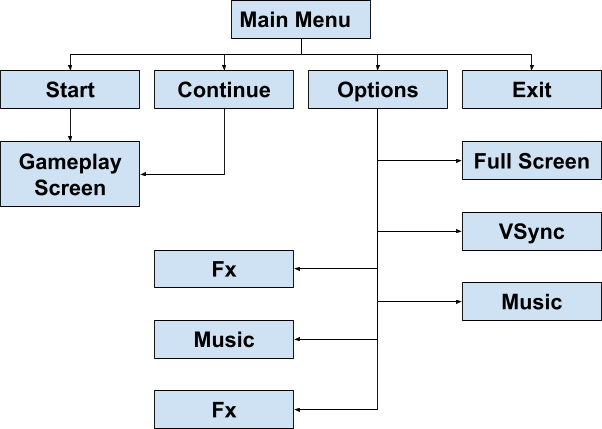 Main Menu
Start
Continue
Options
Exit
Gameplay
Screen
Full Screen
VSync
Fx
Music
Music
Fx